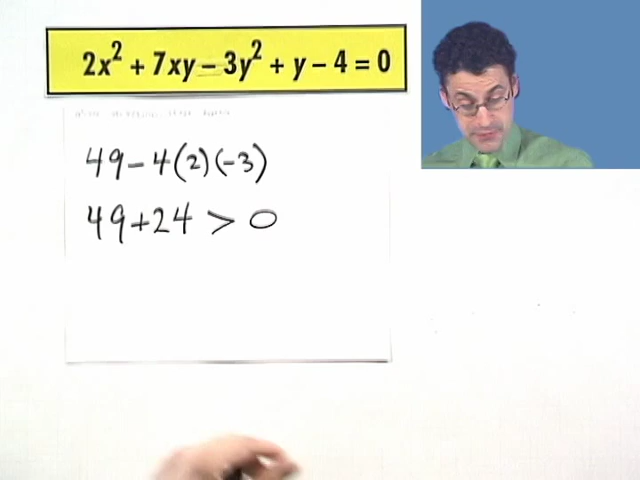 2x² + 7xy − 3y² + y − 4 = 0
49 − 4(2)(−3)
49+24 > 0